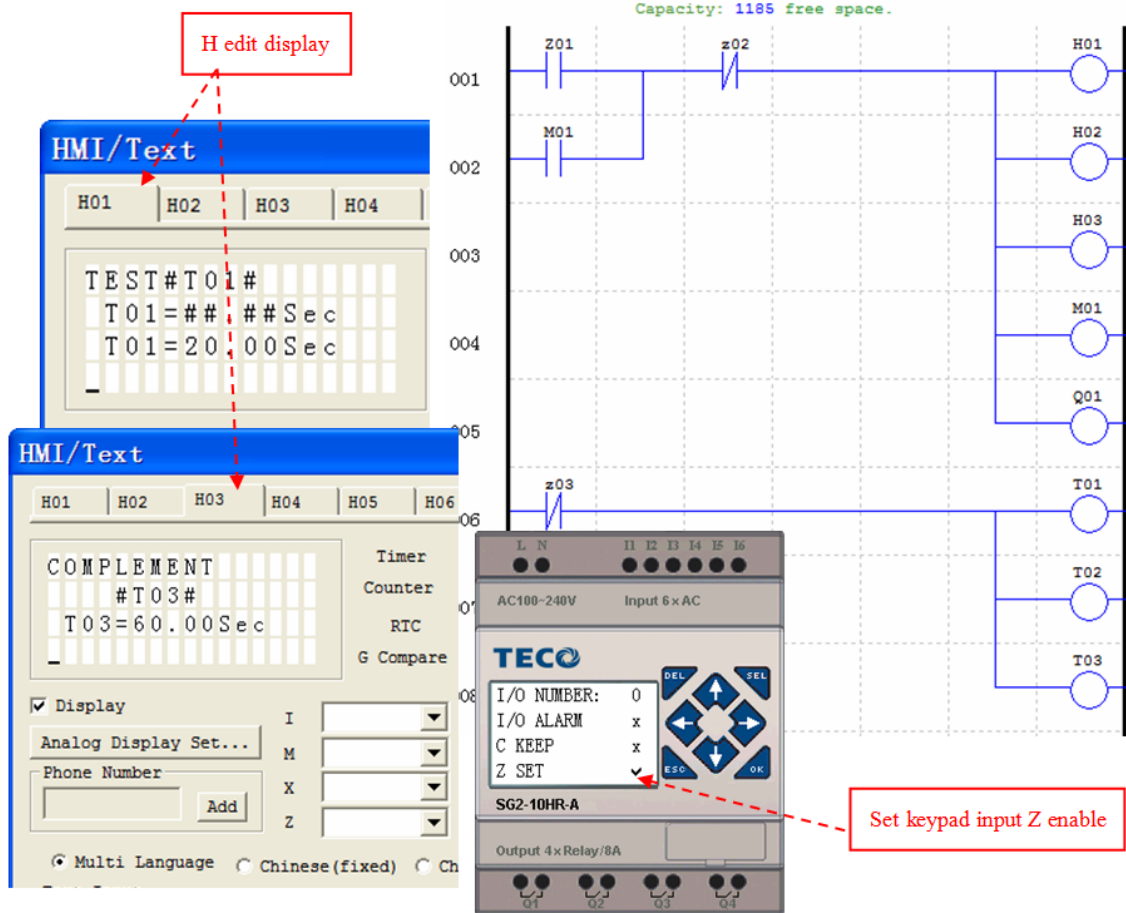 Capacity: 1185 free space.
H edit display
Z01
z02
H01
001
M01
H02
002
H03
003
M01
004
Q01
005
z03
T01
006
T02
007
T03
008
HMI/Text
H01 H02 H03 H04
TEST#T01#
T01=##.##Sec
T01=20.00Sec
HMI/Text
H01 H02 H03 H04 H05 H06
COMPLEMENT
#T03#
T03=60.00Sec
Timer
Counter
RTC
G Compare
Display
Analog Display Set...
Phone Number
Add
I
M
X
Z
Multi Language Chinese(fixed) Ch
L N I1 I2 I3 I4 I5 I6
AC100~240V Input 6×AC
TECO
I/O NUMBER: 0
I/O ALARM x
C KEEP x
Z SET ✓
DEL
SEL
ESC
OK
SG2-10HR-A
Output 4×Relay/8A
Q1 Q2 Q3 Q4
Set keypad input Z enable